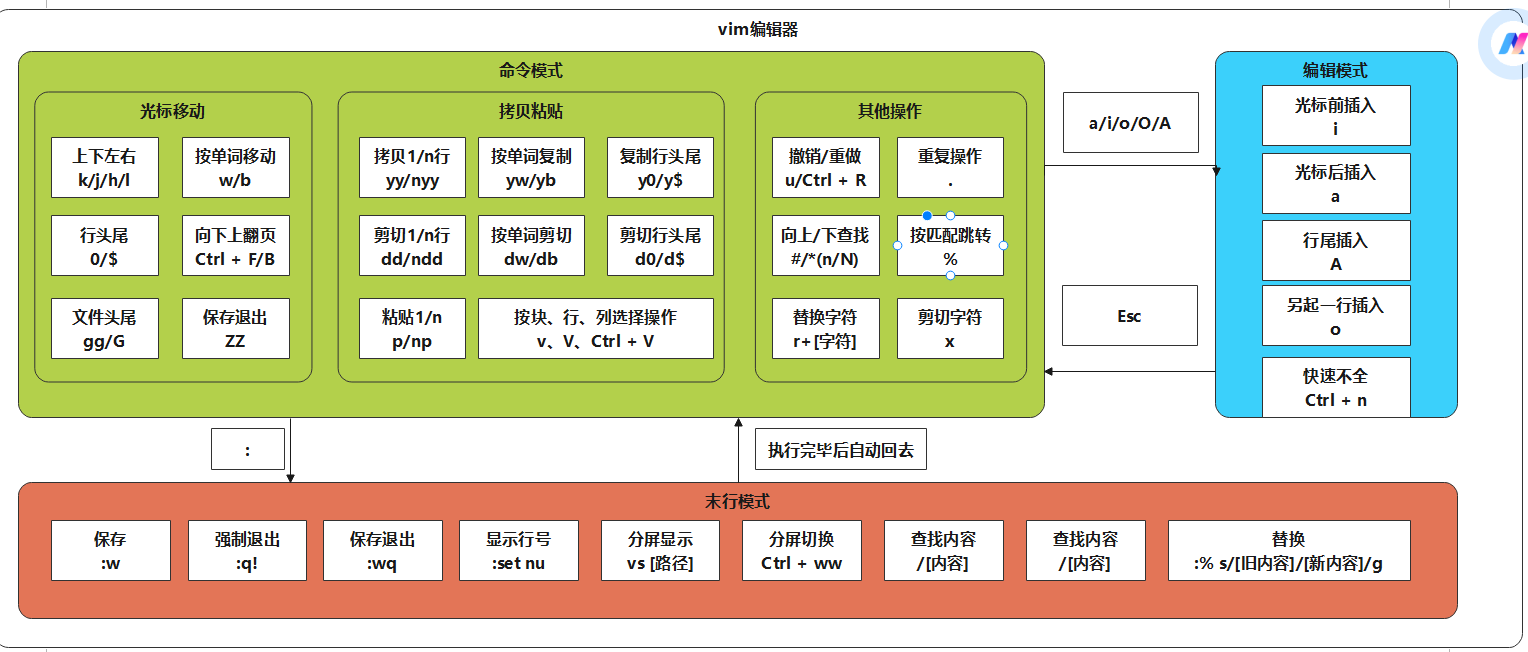 vim编辑器
命令模式
光标移动
上下左右
k/j/h/l
按单词移动
w/b
行头尾
0/$
向下上翻页
Ctrl + F/B
文件头尾
gg/G
保存退出
ZZ
拷贝粘贴
拷贝1/n行
yy/nyy
按单词复制
yw/yb
复制行头尾
y0/y$
剪切1/n行
dd/ndd
按单词剪切
dw/db
剪切行头尾
d0/d$
粘贴1/n
p/np
按块、行、列选择操作
v、V、Ctrl + V
其他操作
撤销/重做
u/Ctrl + R
重复操作
.
向上/下查找
#/*(n/N)
按匹配跳转
%
替换字符
r+[字符]
剪切字符
x
a/i/o/O/A
Esc
编辑模式
光标前插入
i
光标后插入
a
行尾插入
A
另起一行插入
o
快速不全
Ctrl + n
:
执行完毕后自动回去
末行模式
保存
:w
强制退出
:q!
保存退出
:wq
显示行号
:set nu
分屏显示
vs [路径]
分屏切换
Ctrl + ww
查找内容
/[内容]
查找内容
/[内容]
替换
:% s/[旧内容]/[新内容]/g